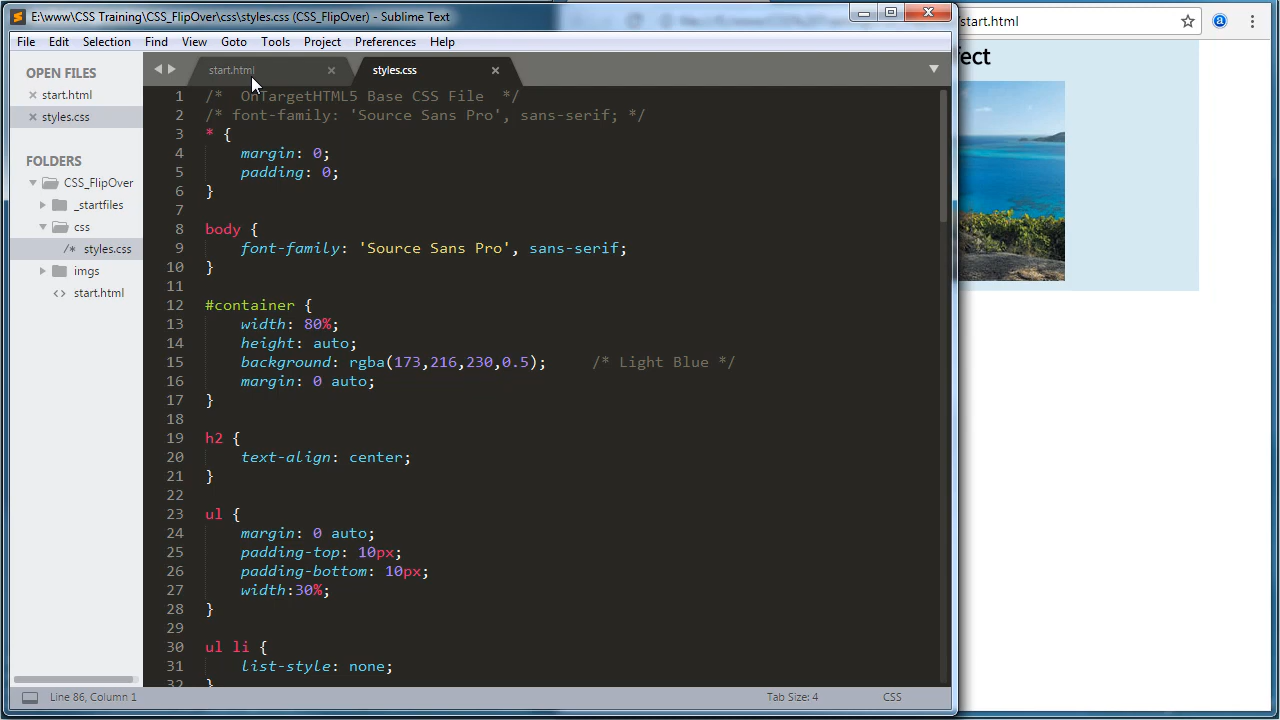 E:\www\CSS Training\CSS_FlipOver\css\styles.css (CSS_FlipOver) - Sublime Text
/start.html
File Edit Selection Find View Goto Tools Project Preferences Help
OPEN FILES
start.html
styles.css
FOLDERS
CSS_FlipOver
_startfiles
css
/* styles.css
imgs
<> start.html
start.html
styles.css
1 /*  OnTargetHTML5 Base CSS File  */
2 /* font-family: 'Source Sans Pro', sans-serif; */
3 * {
4     margin: 0;
5     padding: 0;
6 }
7
8 body {
9     font-family: 'Source Sans Pro', sans-serif;
10 }
11
12 #container {
13     width: 80%;
14     height: auto;
15     background: rgba(173,216,230,0.5);     /* Light Blue */
16     margin: 0 auto;
17 }
18
19 h2 {
20     text-align: center;
21 }
22
23 ul {
24     margin: 0 auto;
25     padding-top: 10px;
26     padding-bottom: 10px;
27     width:30%;
28 }
29
30 ul li {
31     list-style: none;
32 }
Line 86, Column 1
Tab Size: 4
CSS
fect